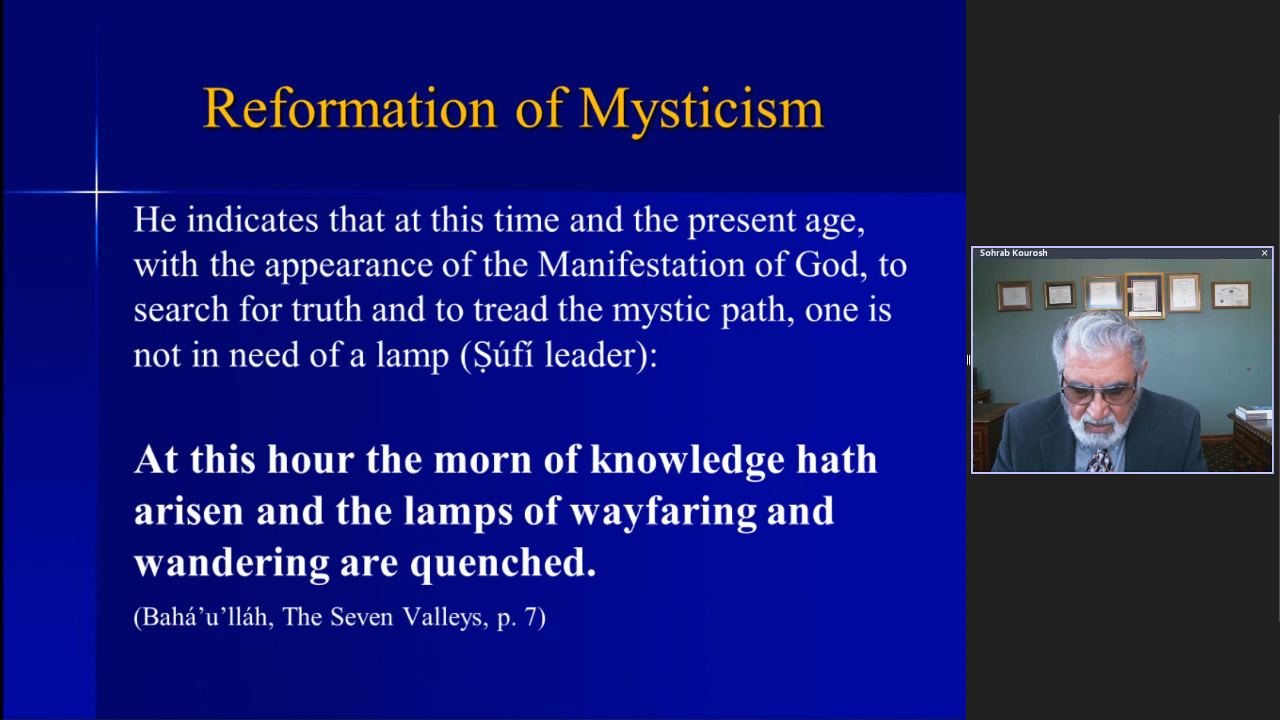 Reformation of Mysticism
He indicates that at this time and the present age,
with the appearance of the Manifestation of God, to
search for truth and to tread the mystic path, one is
not in need of a lamp (Ṣúfí leader):
At this hour the morn of knowledge hath
arisen and the lamps of wayfaring and
wandering are quenched.
(Bahá’u’lláh, The Seven Valleys, p. 7)
Sohrab Kourosh